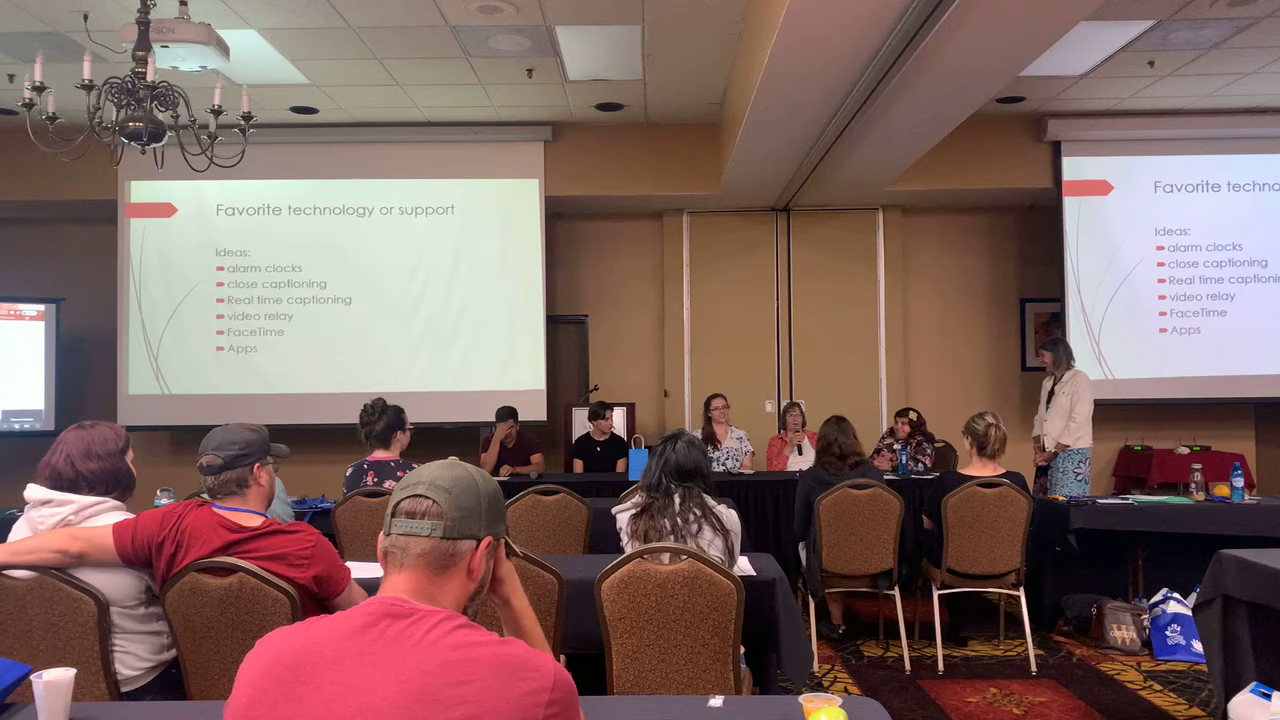 EPSON
Favorite technology or support
Ideas:
alarm clocks
close captioning
Real time captioning
video relay
FaceTime
Apps
Favorite techno
Ideas:
alarm clocks
close captioning
Real time captionin
video relay
FaceTime
Apps
W